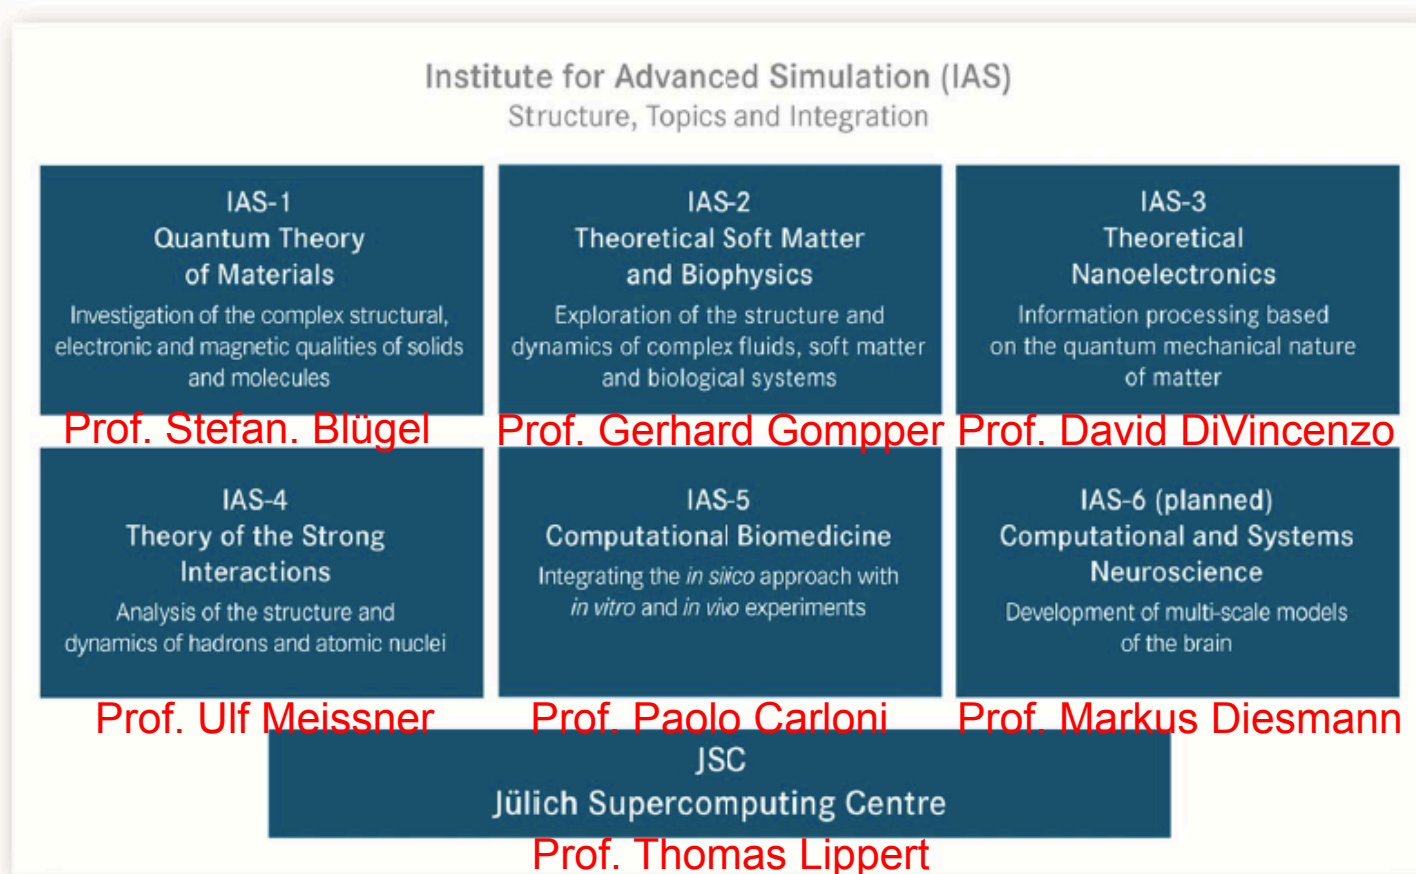 Institute for Advanced Simulation (IAS)
Structure, Topics and Integration
IAS-1
Quantum Theory
of Materials
Investigation of the complex structural,
electronic and magnetic qualities of solids
and molecules
Prof. Stefan. Blügel
IAS-2
Theoretical Soft Matter
and Biophysics
Exploration of the structure and
dynamics of complex fluids, soft matter
and biological systems
Prof. Gerhard Gompper
IAS-3
Theoretical
Nanoelectronics
Information processing based
on the quantum mechanical nature
of matter
Prof. David DiVincenzo
IAS-4
Theory of the Strong
Interactions
Analysis of the structure and
dynamics of hadrons and atomic nuclei
Prof. Ulf Meissner
IAS-5
Computational Biomedicine
Integrating the in silico approach with
in vitro and in vivo experiments
Prof. Paolo Carloni
IAS-6 (planned)
Computational and Systems
Neuroscience
Development of multi-scale models
of the brain
Prof. Markus Diesmann
JSC
Jülich Supercomputing Centre
Prof. Thomas Lippert